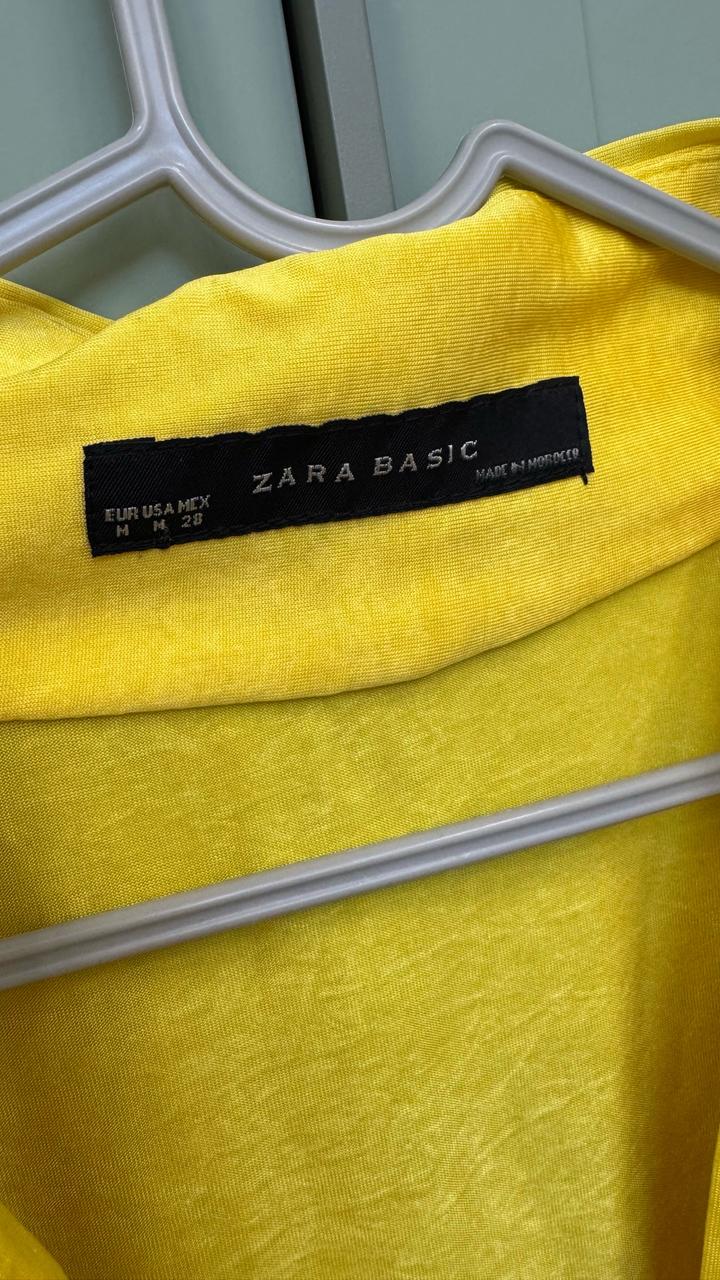 ZARA BASIC
MADE IN MOROCCO
EUR USA MEX
M M 28